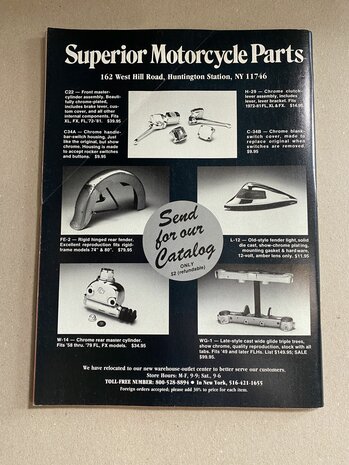 Superior Motorcycle Parts
162 West Hill Road, Huntington Station, NY 11746
C22 — Front master-
cylinder assembly. Beauti-
fully chrome-plated,
includes brake lever, cus-
tom cover, and all other
internal components. Fits
XL, FX, FL, '72-'81. $59.95
C34A — Chrome handle-
bar-switch housing. Just
like the original, but show
chrome. Housing is made
to accept rocker switches
and buttons. $9.95
H-29 — Chrome clutch-
lever assembly, includes
lever, lever bracket. Fits
1972-81FL, XL & FX. $14.95
C-34B — Chrome blank-
switch cover, made to
replace original when
switches are removed.
$9.95
FE-2 — Rigid hinged rear fender.
Excellent reproduction fits rigid-
frame models 74" & 80". $79.95
Send
for our
Catalog
ONLY
$2 (refundable)
L-12 — Old-style fender light, solid
die cast, show-chrome plating,
mounting gasket & hardware.
12-volt, amber lens only. $11.95
M-14 — Chrome rear master cylinder.
Fits '58 thru. '79 FL, FX models. $34.95
WG-1 — Late-style cast wide glide triple trees,
show chrome, quality reproduction, stock with all
tabs. Fits '49 and later FLHs. List $149.95; SALE
$99.95.
We have relocated to our new warehouse-outlet center to better serve our customers.
Store Hours: M-F, 9-9; Sat., 9-6
TOLL-FREE NUMBER: 800-528-8894 • In New York, 516-421-1655
Foreign orders accepted; please add 30% to price for each item.